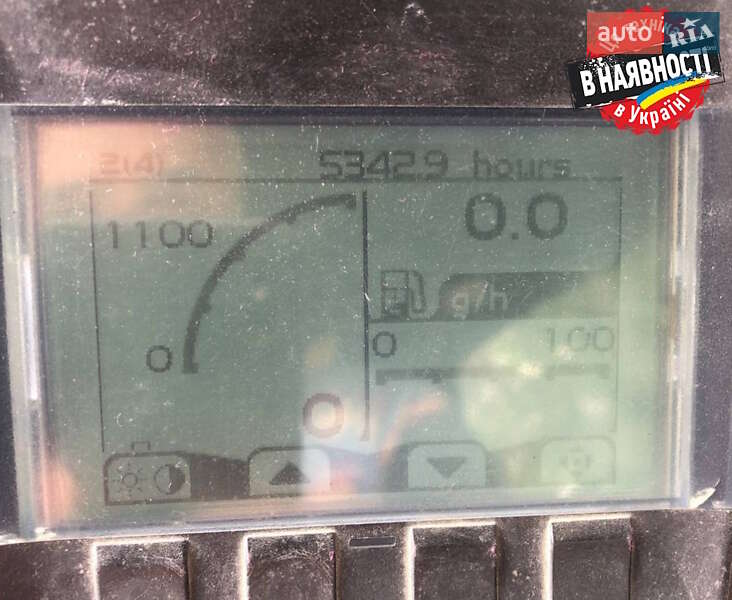 auto RIA
В НАЯВНОСТІ
в Україні
2(4) 5342.9 hours
1100 0.0
g/h
0 0 100
0